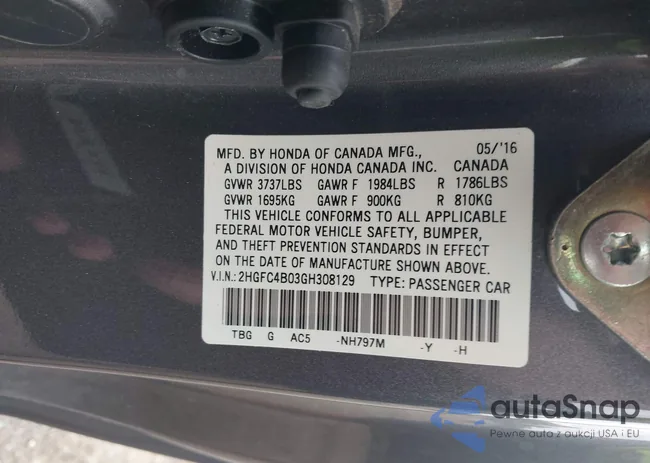 MFD. BY HONDA OF CANADA MFG., 05/'16
A DIVISION OF HONDA CANADA INC. CANADA
GVWR 3737LBS GAWR F 1984LBS R 1786LBS
GVWR 1695KG GAWR F 900KG R 810KG
THIS VEHICLE CONFORMS TO ALL APPLICABLE
FEDERAL MOTOR VEHICLE SAFETY, BUMPER,
AND THEFT PREVENTION STANDARDS IN EFFECT
ON THE DATE OF MANUFACTURE SHOWN ABOVE.
V.I.N.: 2HGFC4B03GH308129 TYPE: PASSENGER CAR
TBG G AC5 -NH797M -Y -H
autaSnap
Pewne auto z aukcji USA i EU